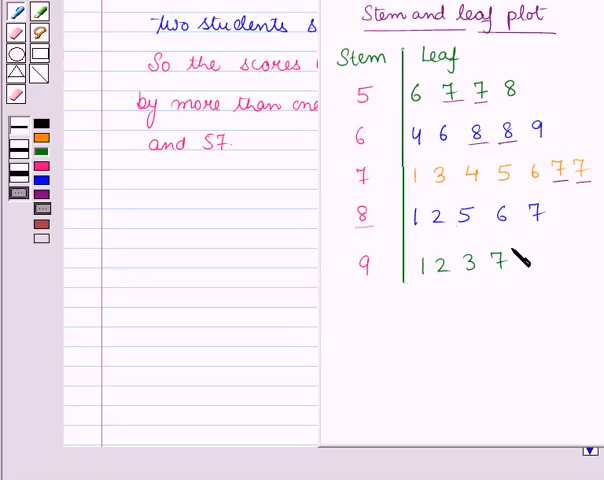 Two students s
So the scores
by more than one
and 57.
Stem and leaf plot
Stem Leaf
5 6 7 7 8
6 4 6 8 8 9
7 1 3 4 5 6 7 7
8 1 2 5 6 7
9 1 2 3 7